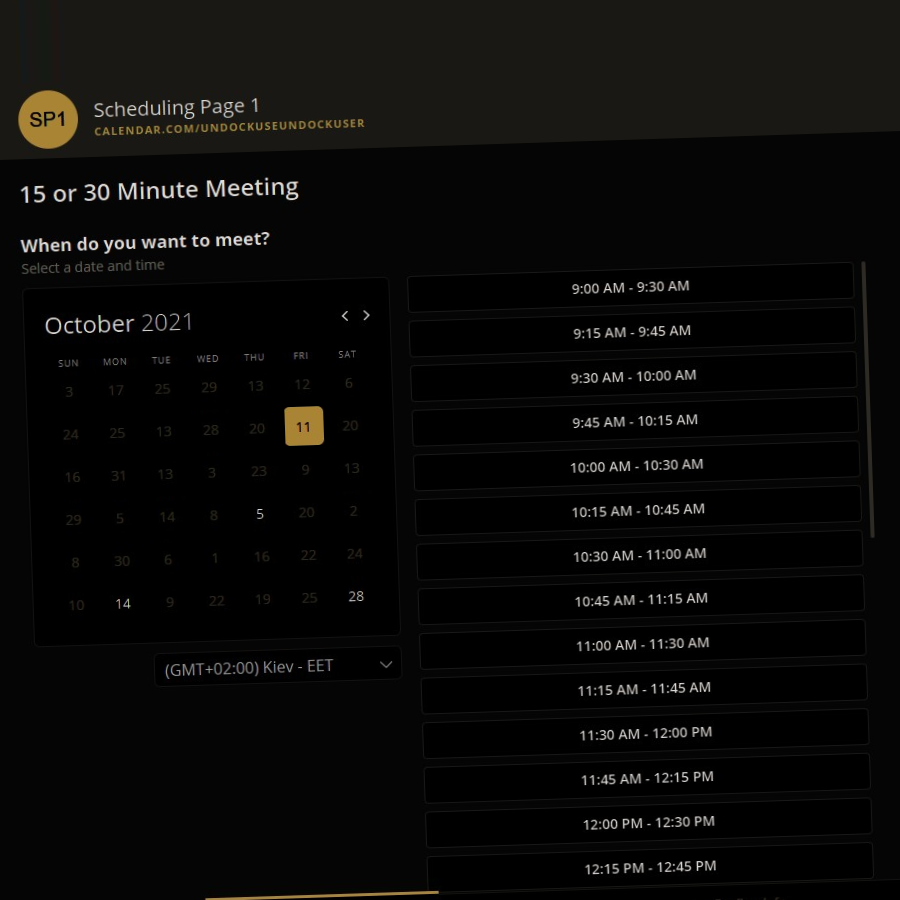 SP1
Scheduling Page 1
CALENDAR.COM/UNDOCKUSEUNDOCKUSER
15 or 30 Minute Meeting
When do you want to meet?
Select a date and time
October 2021
SUN MON TUE WED THU FRI SAT
3 17 25 29 13 12 6
24 25 13 28 20 11 20
16 31 13 3 23 9 13
29 5 14 8 5 20 2
8 30 6 1 16 22 24
10 14 9 22 19 25 28
(GMT+02:00) Kiev - EET
9:00 AM - 9:30 AM
9:15 AM - 9:45 AM
9:30 AM - 10:00 AM
9:45 AM - 10:15 AM
10:00 AM - 10:30 AM
10:15 AM - 10:45 AM
10:30 AM - 11:00 AM
10:45 AM - 11:15 AM
11:00 AM - 11:30 AM
11:15 AM - 11:45 AM
11:30 AM - 12:00 PM
11:45 AM - 12:15 PM
12:00 PM - 12:30 PM
12:15 PM - 12:45 PM